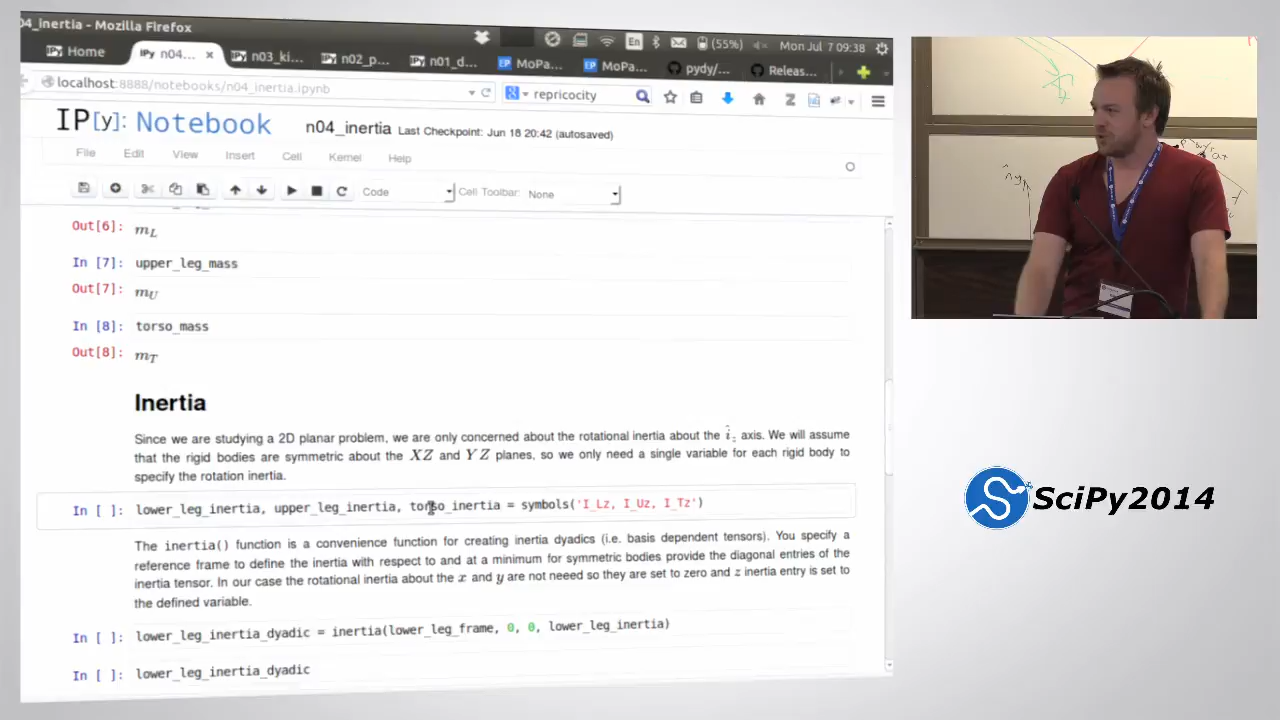 04_inertia - Mozilla Firefox
En
(55%)
Mon Jul 7 09:38
IPy Home
IPy n04... ×
IPy n03_ki...
IPy n02_p...
IPy n01_d...
EP MoPa...
EP MoPa...
pydy/...
Releas...
localhost:8888/notebooks/n04_inertia.ipynb
repricocity
IP[y]: Notebook
n04_inertia Last Checkpoint: Jun 18 20:42 (autosaved)
File Edit View Insert Cell Kernel Help
Code
Cell Toolbar: None
Out[6]: m_L
In [7]: upper_leg_mass
Out[7]: m_U
In [8]: torso_mass
Out[8]: m_T
Inertia
Since we are studying a 2D planar problem, we are only concerned about the rotational inertia about the î_z axis. We will assume
that the rigid bodies are symmetric about the XZ and YZ planes, so we only need a single variable for each rigid body to
specify the rotation inertia.
In [ ]: lower_leg_inertia, upper_leg_inertia, torso_inertia = symbols('I_Lz, I_Uz, I_Tz')
The inertia() function is a convenience function for creating inertia dyadics (i.e. basis dependent tensors). You specify a
reference frame to define the inertia with respect to and at a minimum for symmetric bodies provide the diagonal entries of the
inertia tensor. In our case the rotational inertia about the x and y are not neeed so they are set to zero and z inertia entry is set to
the defined variable.
In [ ]: lower_leg_inertia_dyadic = inertia(lower_leg_frame, 0, 0, lower_leg_inertia)
In [ ]: lower_leg_inertia_dyadic
SciPy2014